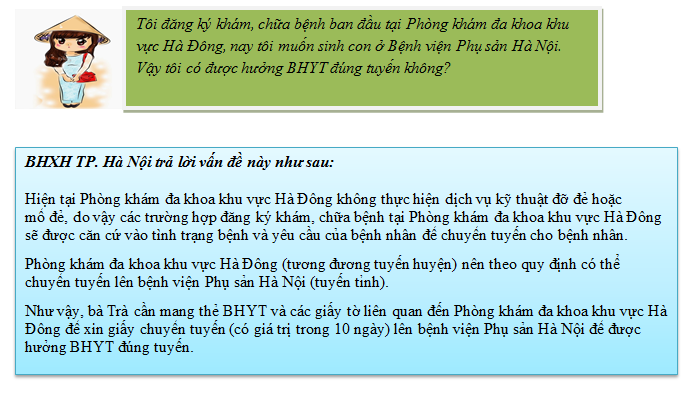 Tôi đăng ký khám, chữa bệnh ban đầu tại Phòng khám đa khoa khu
vực Hà Đông, nay tôi muốn sinh con ở Bệnh viện Phụ sản Hà Nội.
Vậy tôi có được hưởng BHYT đúng tuyến không?
BHXH TP. Hà Nội trả lời vấn đề này như sau:
Hiện tại Phòng khám đa khoa khu vực Hà Đông không thực hiện dịch vụ kỹ thuật đỡ đẻ hoặc
mổ đẻ, do vậy các trường hợp đăng ký khám, chữa bệnh tại Phòng khám đa khoa khu vực Hà Đông
sẽ được căn cứ vào tình trạng bệnh và yêu cầu của bệnh nhân để chuyển tuyến cho bệnh nhân.
Phòng khám đa khoa khu vực Hà Đông (tương đương tuyến huyện) nên theo quy định có thể
chuyển tuyến lên bệnh viện Phụ sản Hà Nội (tuyến tỉnh).
Như vậy, bà Trà cần mang thẻ BHYT và các giấy tờ liên quan đến Phòng khám đa khoa khu vực Hà
Đông để xin giấy chuyển tuyến (có giá trị trong 10 ngày) lên bệnh viện Phụ sản Hà Nội để được
hưởng BHYT đúng tuyến.